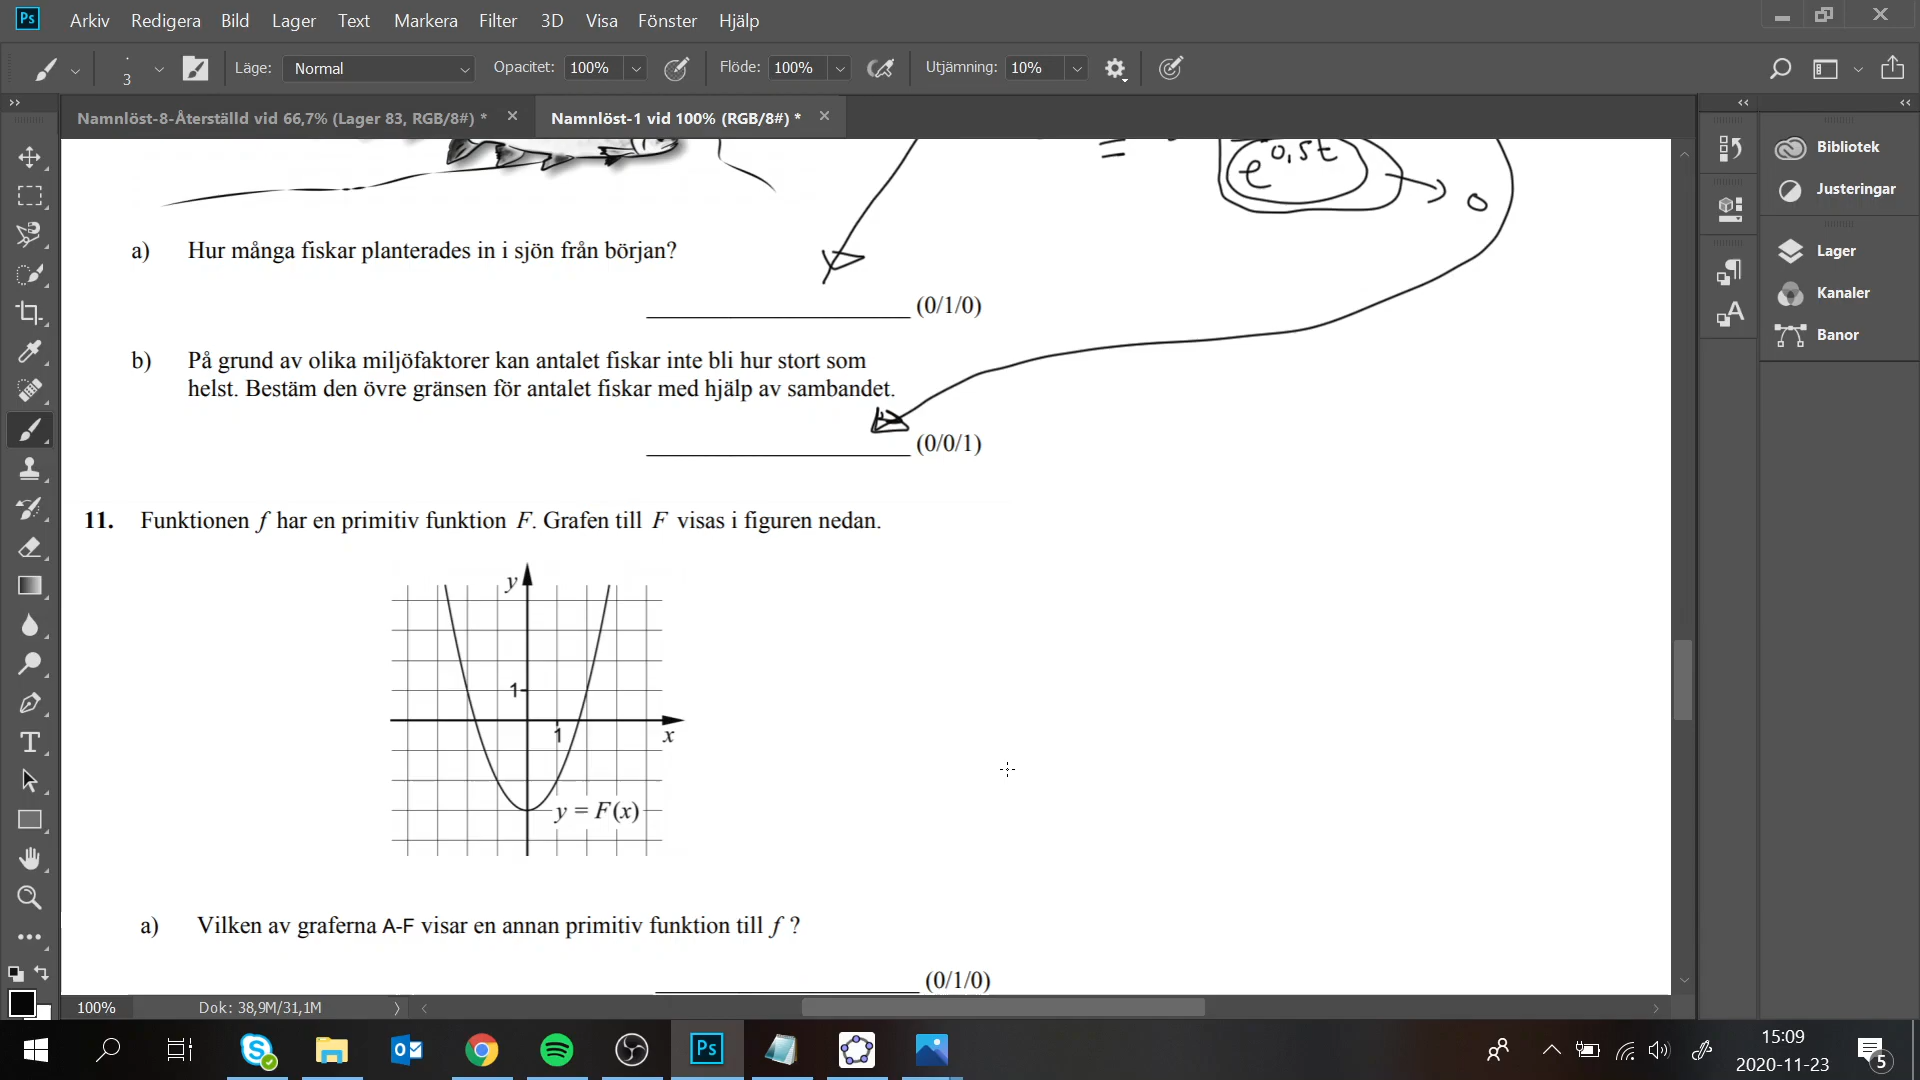 Ps Arkiv Redigera Bild Lager Text Markera Filter 3D Visa Fönster Hjälp
3 Läge: Normal Opacitet: 100% Flöde: 100% Utjämning: 10%
Namnlöst-8-Återställd vid 66,7% (Lager 83, RGB/8#) * Namnlöst-1 vid 100% (RGB/8#) *
= e^0,5t → 0
a) Hur många fiskar planterades in i sjön från början?
(0/1/0)
b) På grund av olika miljöfaktorer kan antalet fiskar inte bli hur stort som
helst. Bestäm den övre gränsen för antalet fiskar med hjälp av sambandet.
(0/0/1)
11. Funktionen f har en primitiv funktion F. Grafen till F visas i figuren nedan.
y
1
1
x
y = F(x)
a) Vilken av graferna A-F visar en annan primitiv funktion till f ?
(0/1/0)
Bibliotek
Justeringar
Lager
Kanaler
Banor
100% Dok: 38,9M/31,1M
Ps
15:09
2020-11-23
5